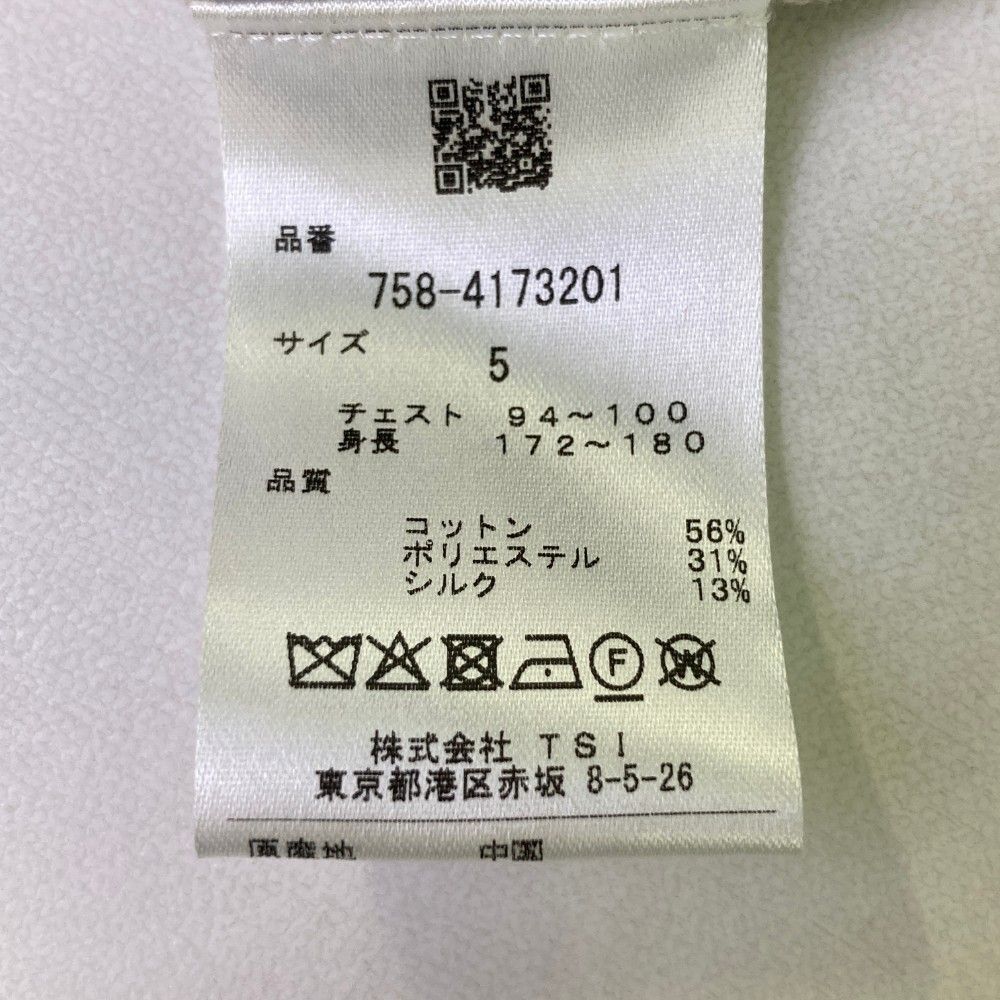 品番
758-4173201
サイズ 5
チェスト 94～100
身長 172～180
品質
コットン 56%
ポリエステル 31%
シルク 13%
F W
株式会社 TSI
東京都港区赤坂 8-5-26